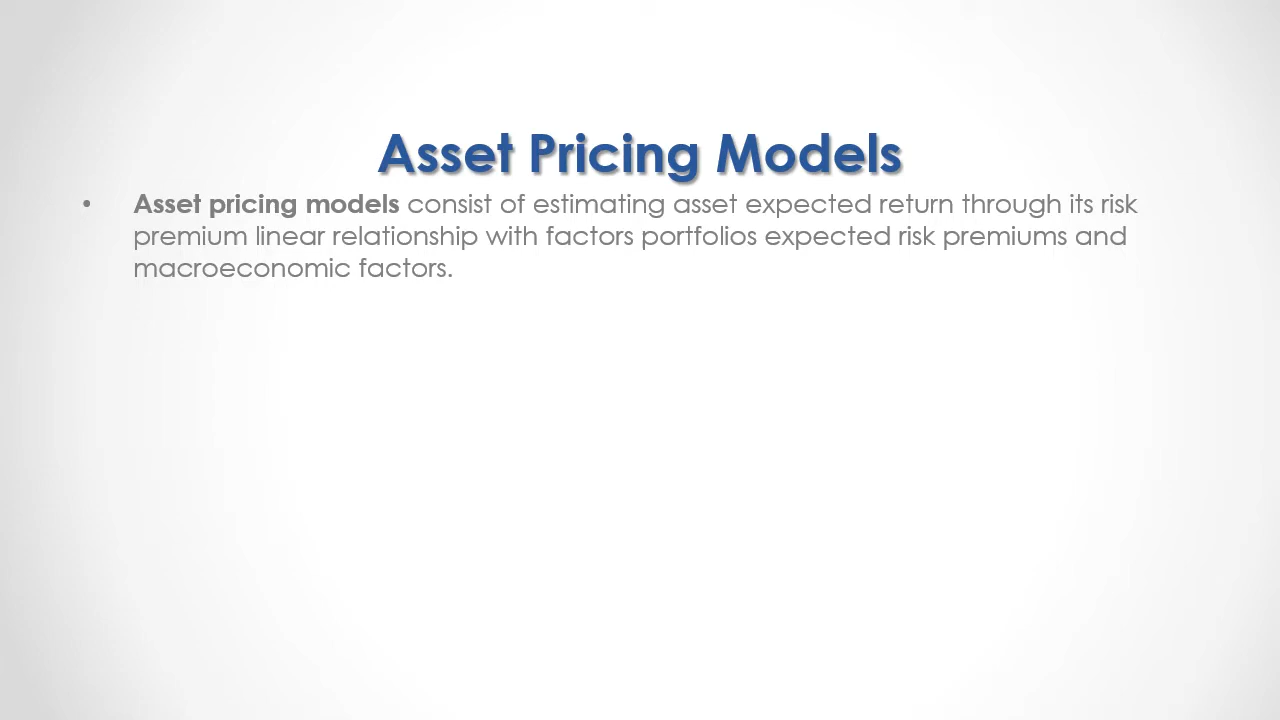 Asset Pricing Models
• Asset pricing models consist of estimating asset expected return through its risk
premium linear relationship with factors portfolios expected risk premiums and
macroeconomic factors.